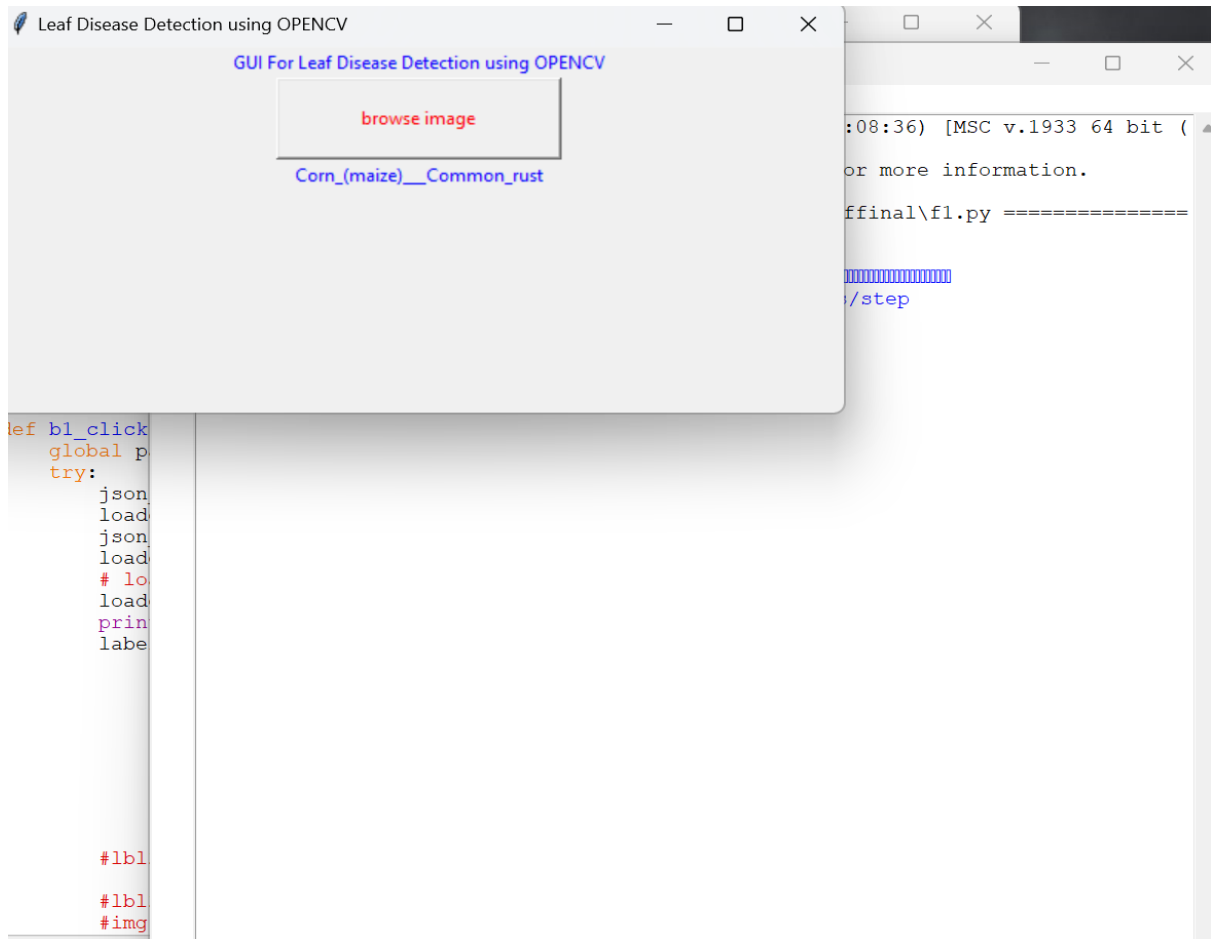 Leaf Disease Detection using OPENCV
GUI For Leaf Disease Detection using OPENCV
browse image
Corn_(maize)___Common_rust
:08:36) [MSC v.1933 64 bit (
or more information.
ffinal\f1.py ===============
/step
def b1_click
global p
try:
json_
load
json_
load
# lo
load
prin
labe
#lbl
#lbl
#img